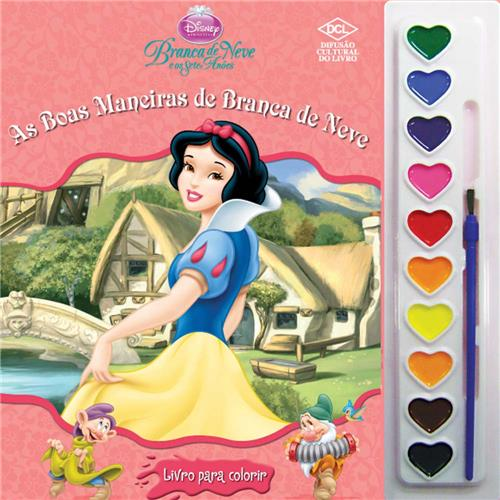 Disney
Branca de Neve
e os Sete Anões
DCL
DIFUSÃO
CULTURAL
DO LIVRO
As Boas Maneiras de Branca de Neve
Livro para colorir